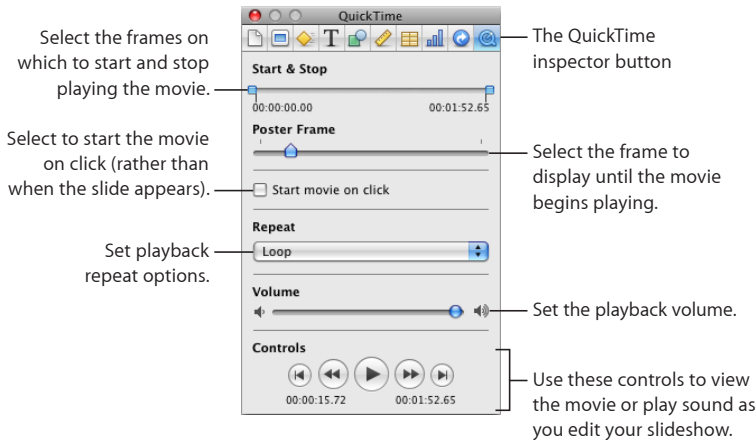 QuickTime
Select the frames on
which to start and stop
playing the movie.
The QuickTime
inspector button
T
Start & Stop
00:00:00.00
00:01:52.65
Poster Frame
Select to start the movie
on click (rather than
when the slide appears).
Start movie on click
Select the frame to
display until the movie
begins playing.
Repeat
Loop
Set playback
repeat options.
Volume
Set the playback volume.
Controls
00:00:15.72
00:01:52.65
Use these controls to view
the movie or play sound as
you edit your slideshow.